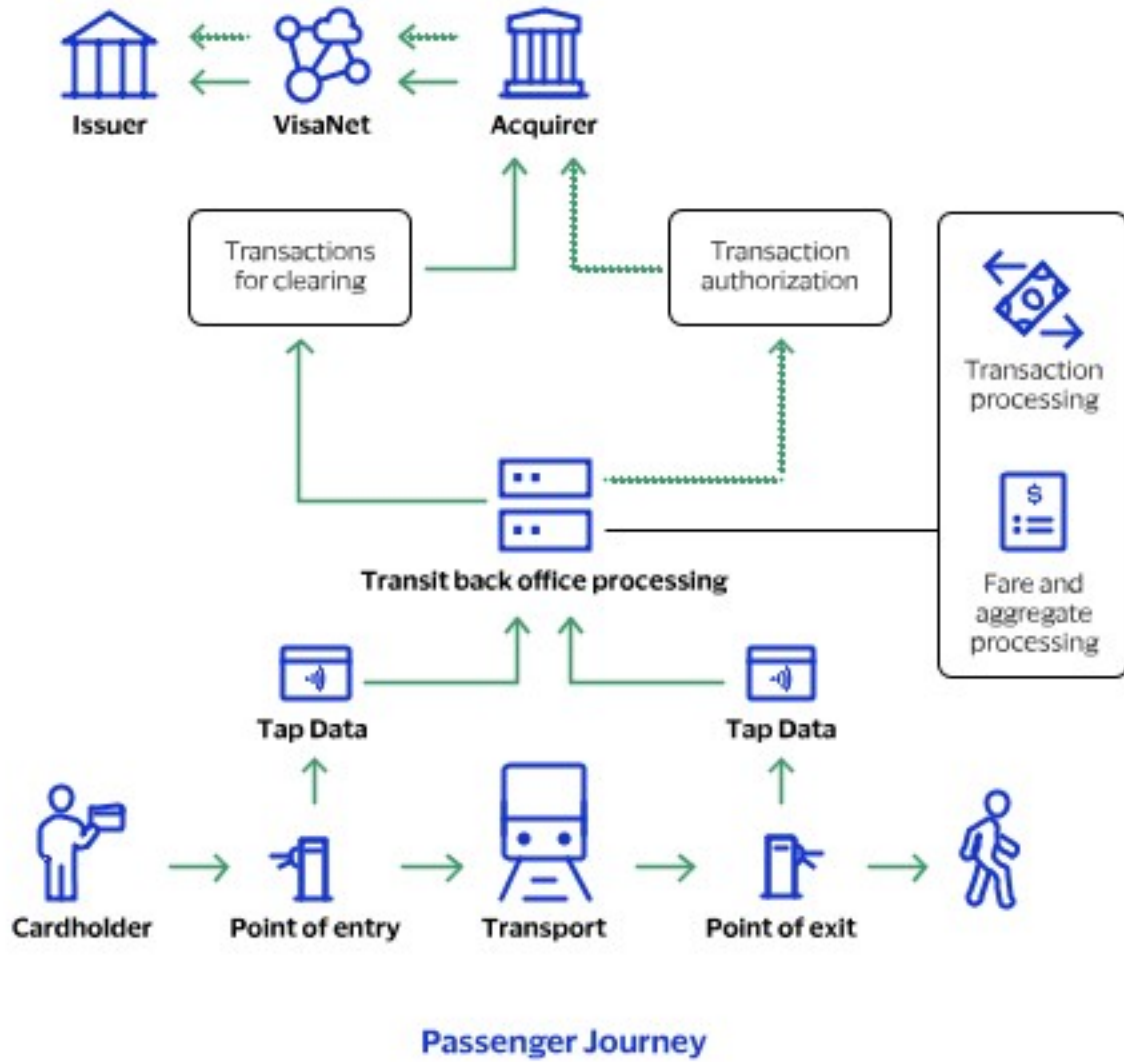 Issuer
VisaNet
Acquirer
Transactions
for clearing
Transaction
authorization
Transaction
processing
$
Fare and
aggregate
processing
Transit back office processing
Tap Data
Tap Data
Cardholder
Point of entry
Transport
Point of exit
Passenger Journey